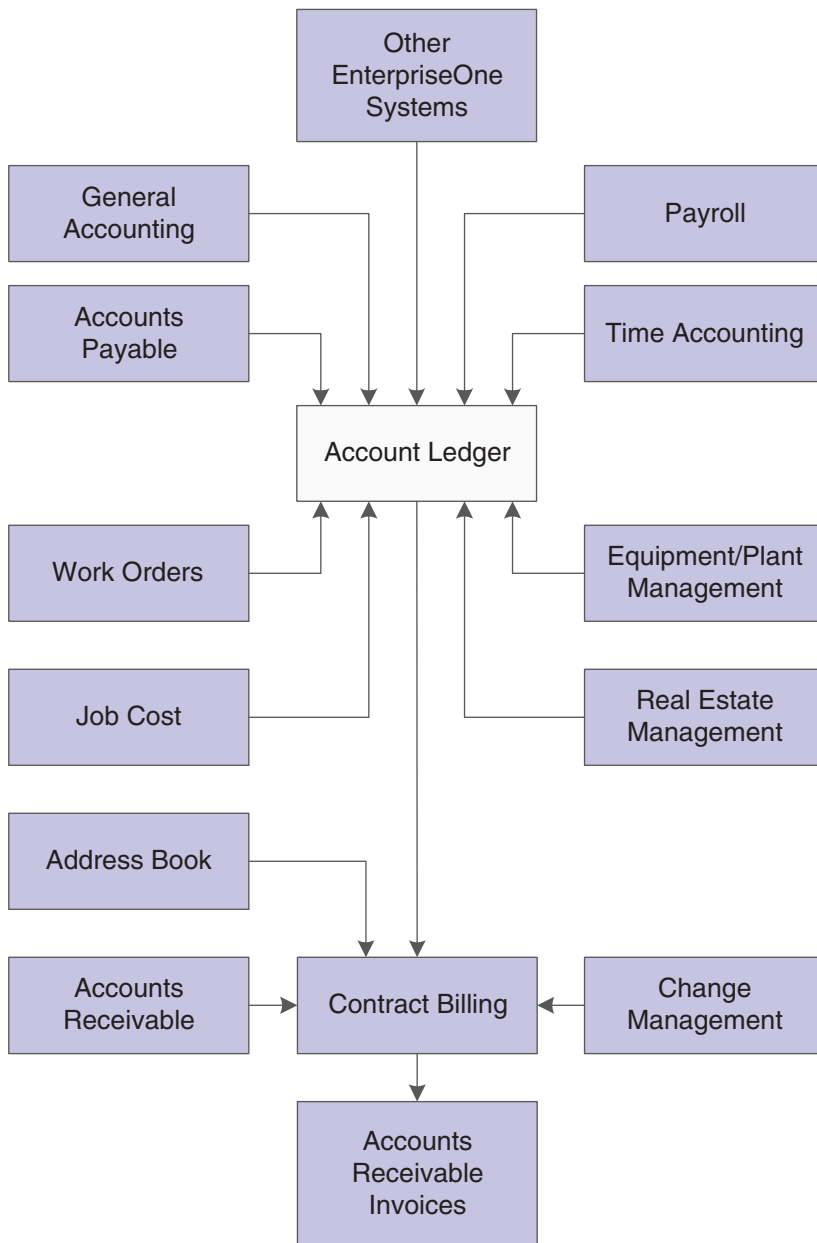 Other
EnterpriseOne
Systems
General
Accounting
Payroll
Accounts
Payable
Time Accounting
Account Ledger
Work Orders
Equipment/Plant
Management
Job Cost
Real Estate
Management
Address Book
Accounts
Receivable
Contract Billing
Change
Management
Accounts
Receivable
Invoices